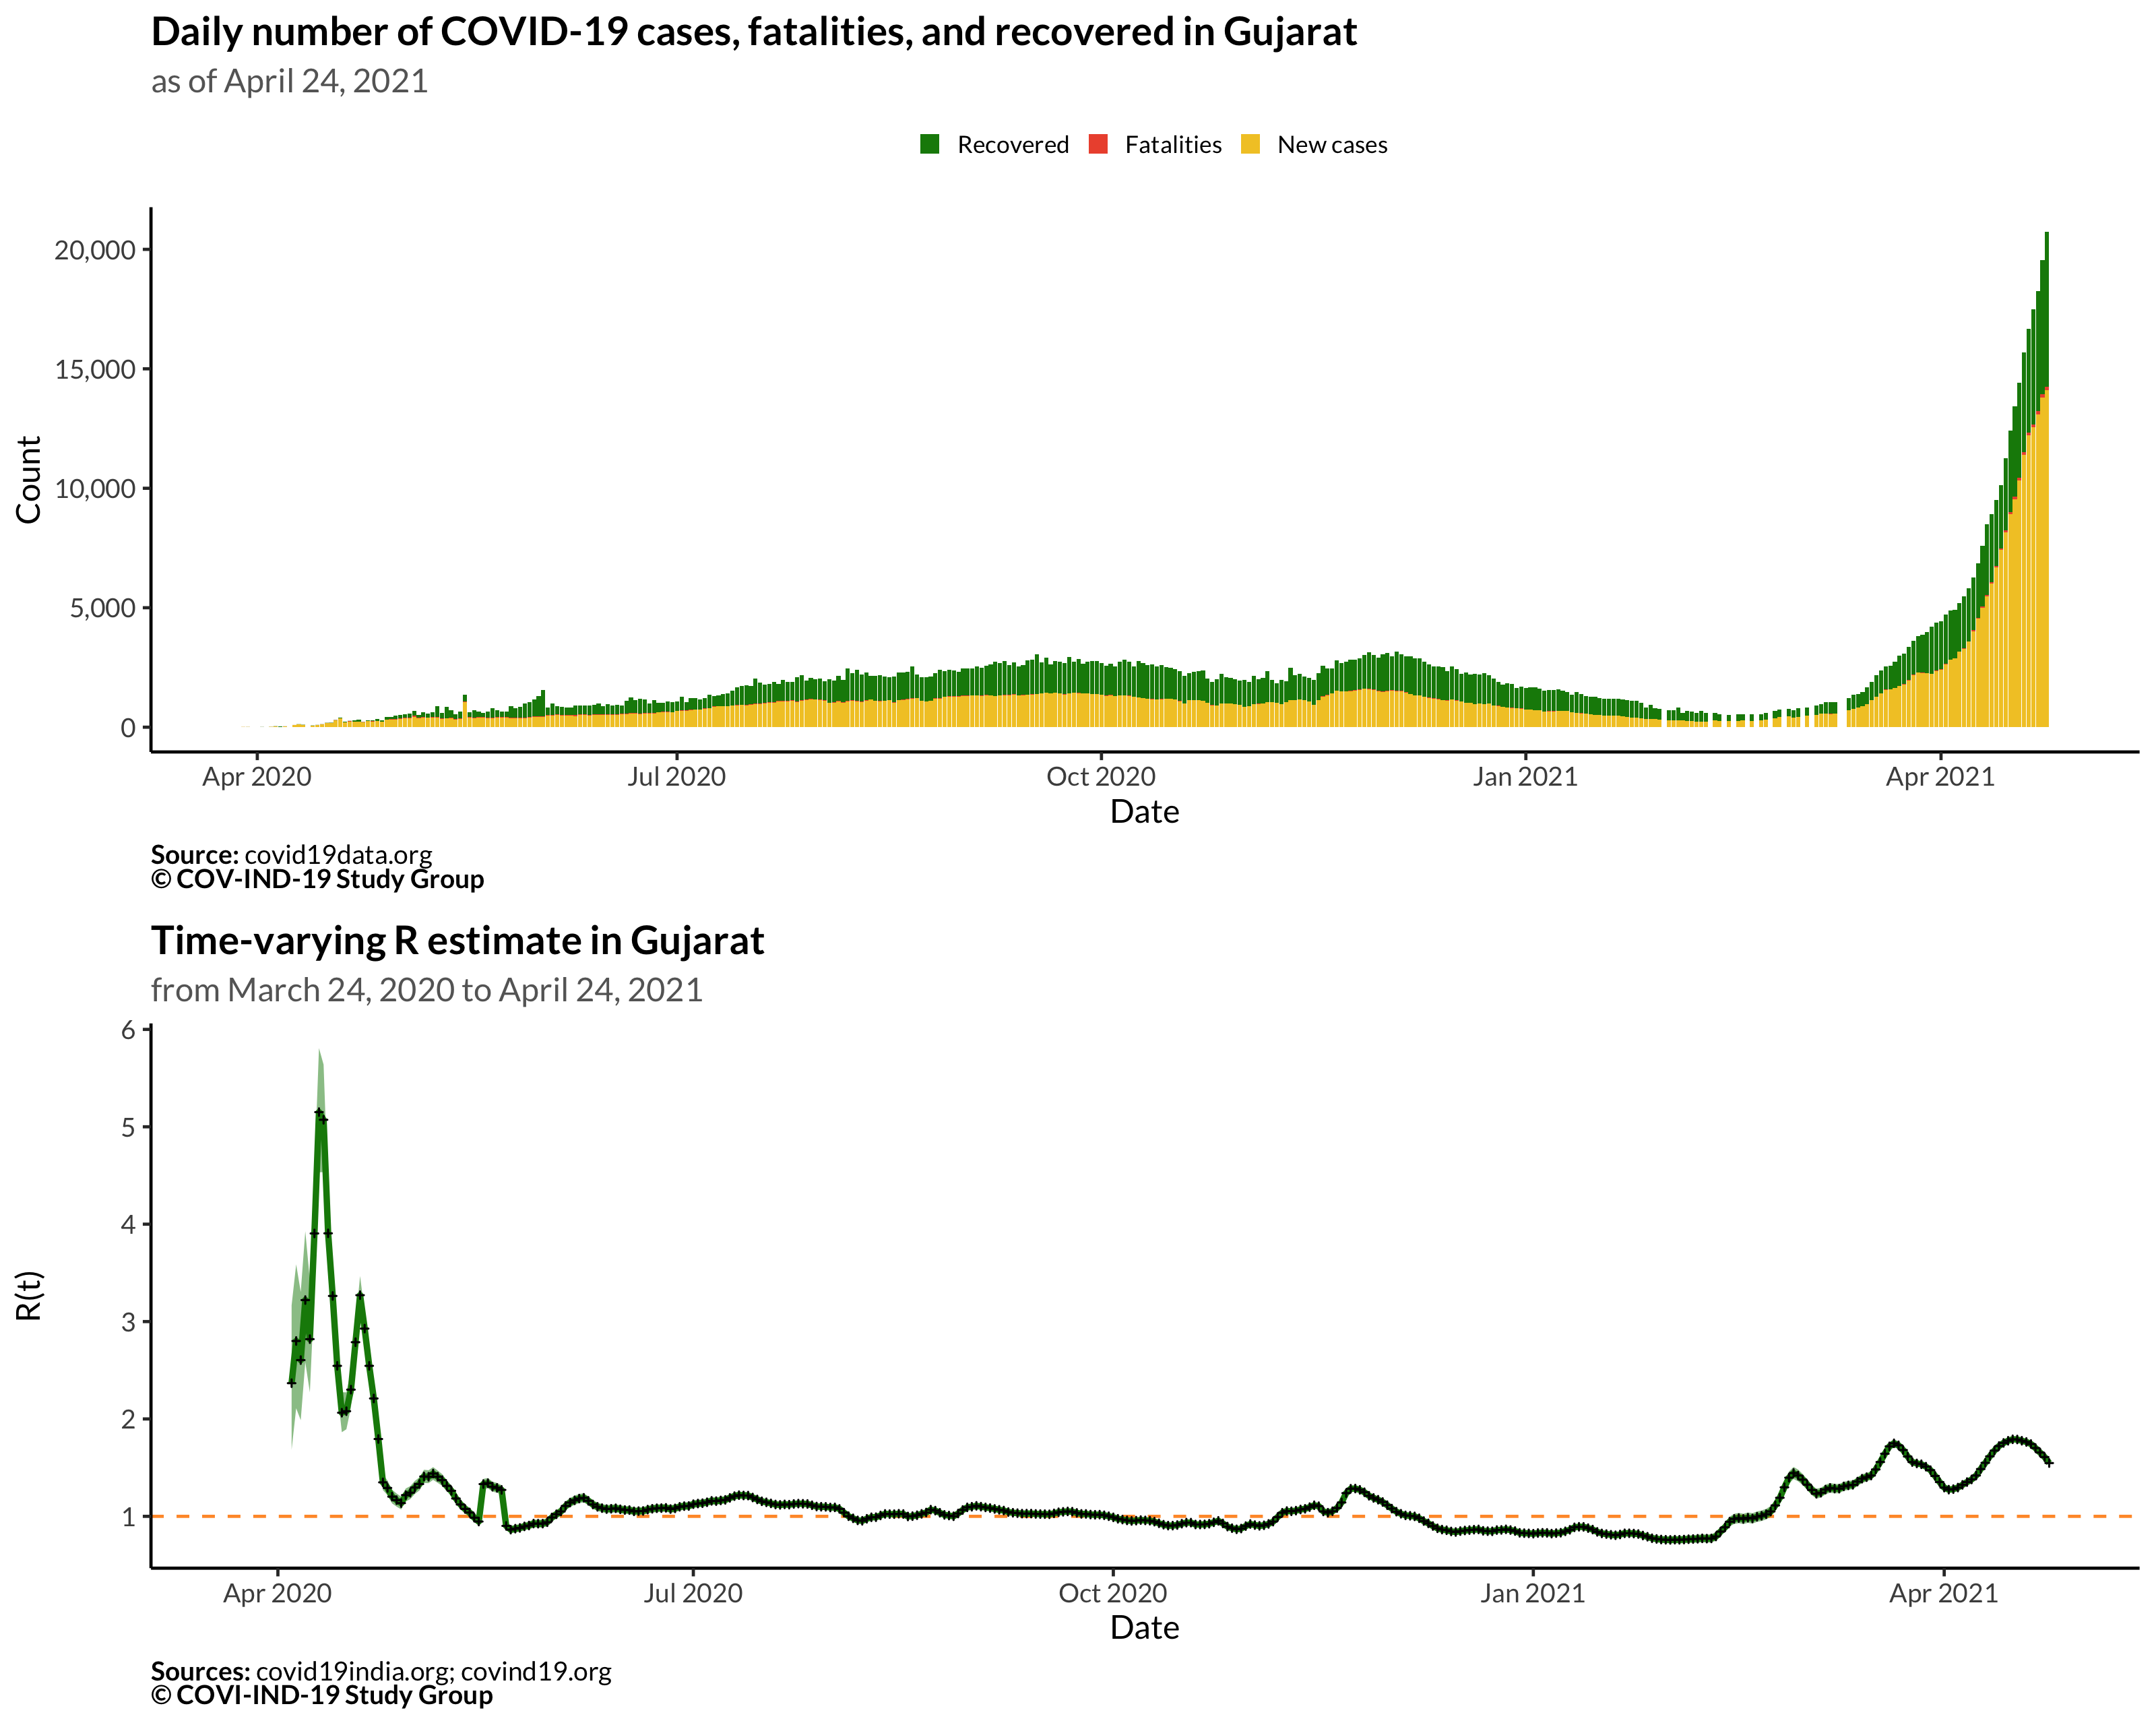 Daily number of COVID-19 cases, fatalities, and recovered in Gujarat
as of April 24, 2021
Recovered Fatalities New cases
Count
20,000
15,000
10,000
5,000
0
Apr 2020 Jul 2020 Oct 2020 Jan 2021 Apr 2021
Date
Source: covid19data.org
© COV-IND-19 Study Group
Time-varying R estimate in Gujarat
from March 24, 2020 to April 24, 2021
R(t)
6
5
4
3
2
1
Apr 2020 Jul 2020 Oct 2020 Jan 2021 Apr 2021
Date
Sources: covid19india.org; covind19.org
© COVI-IND-19 Study Group